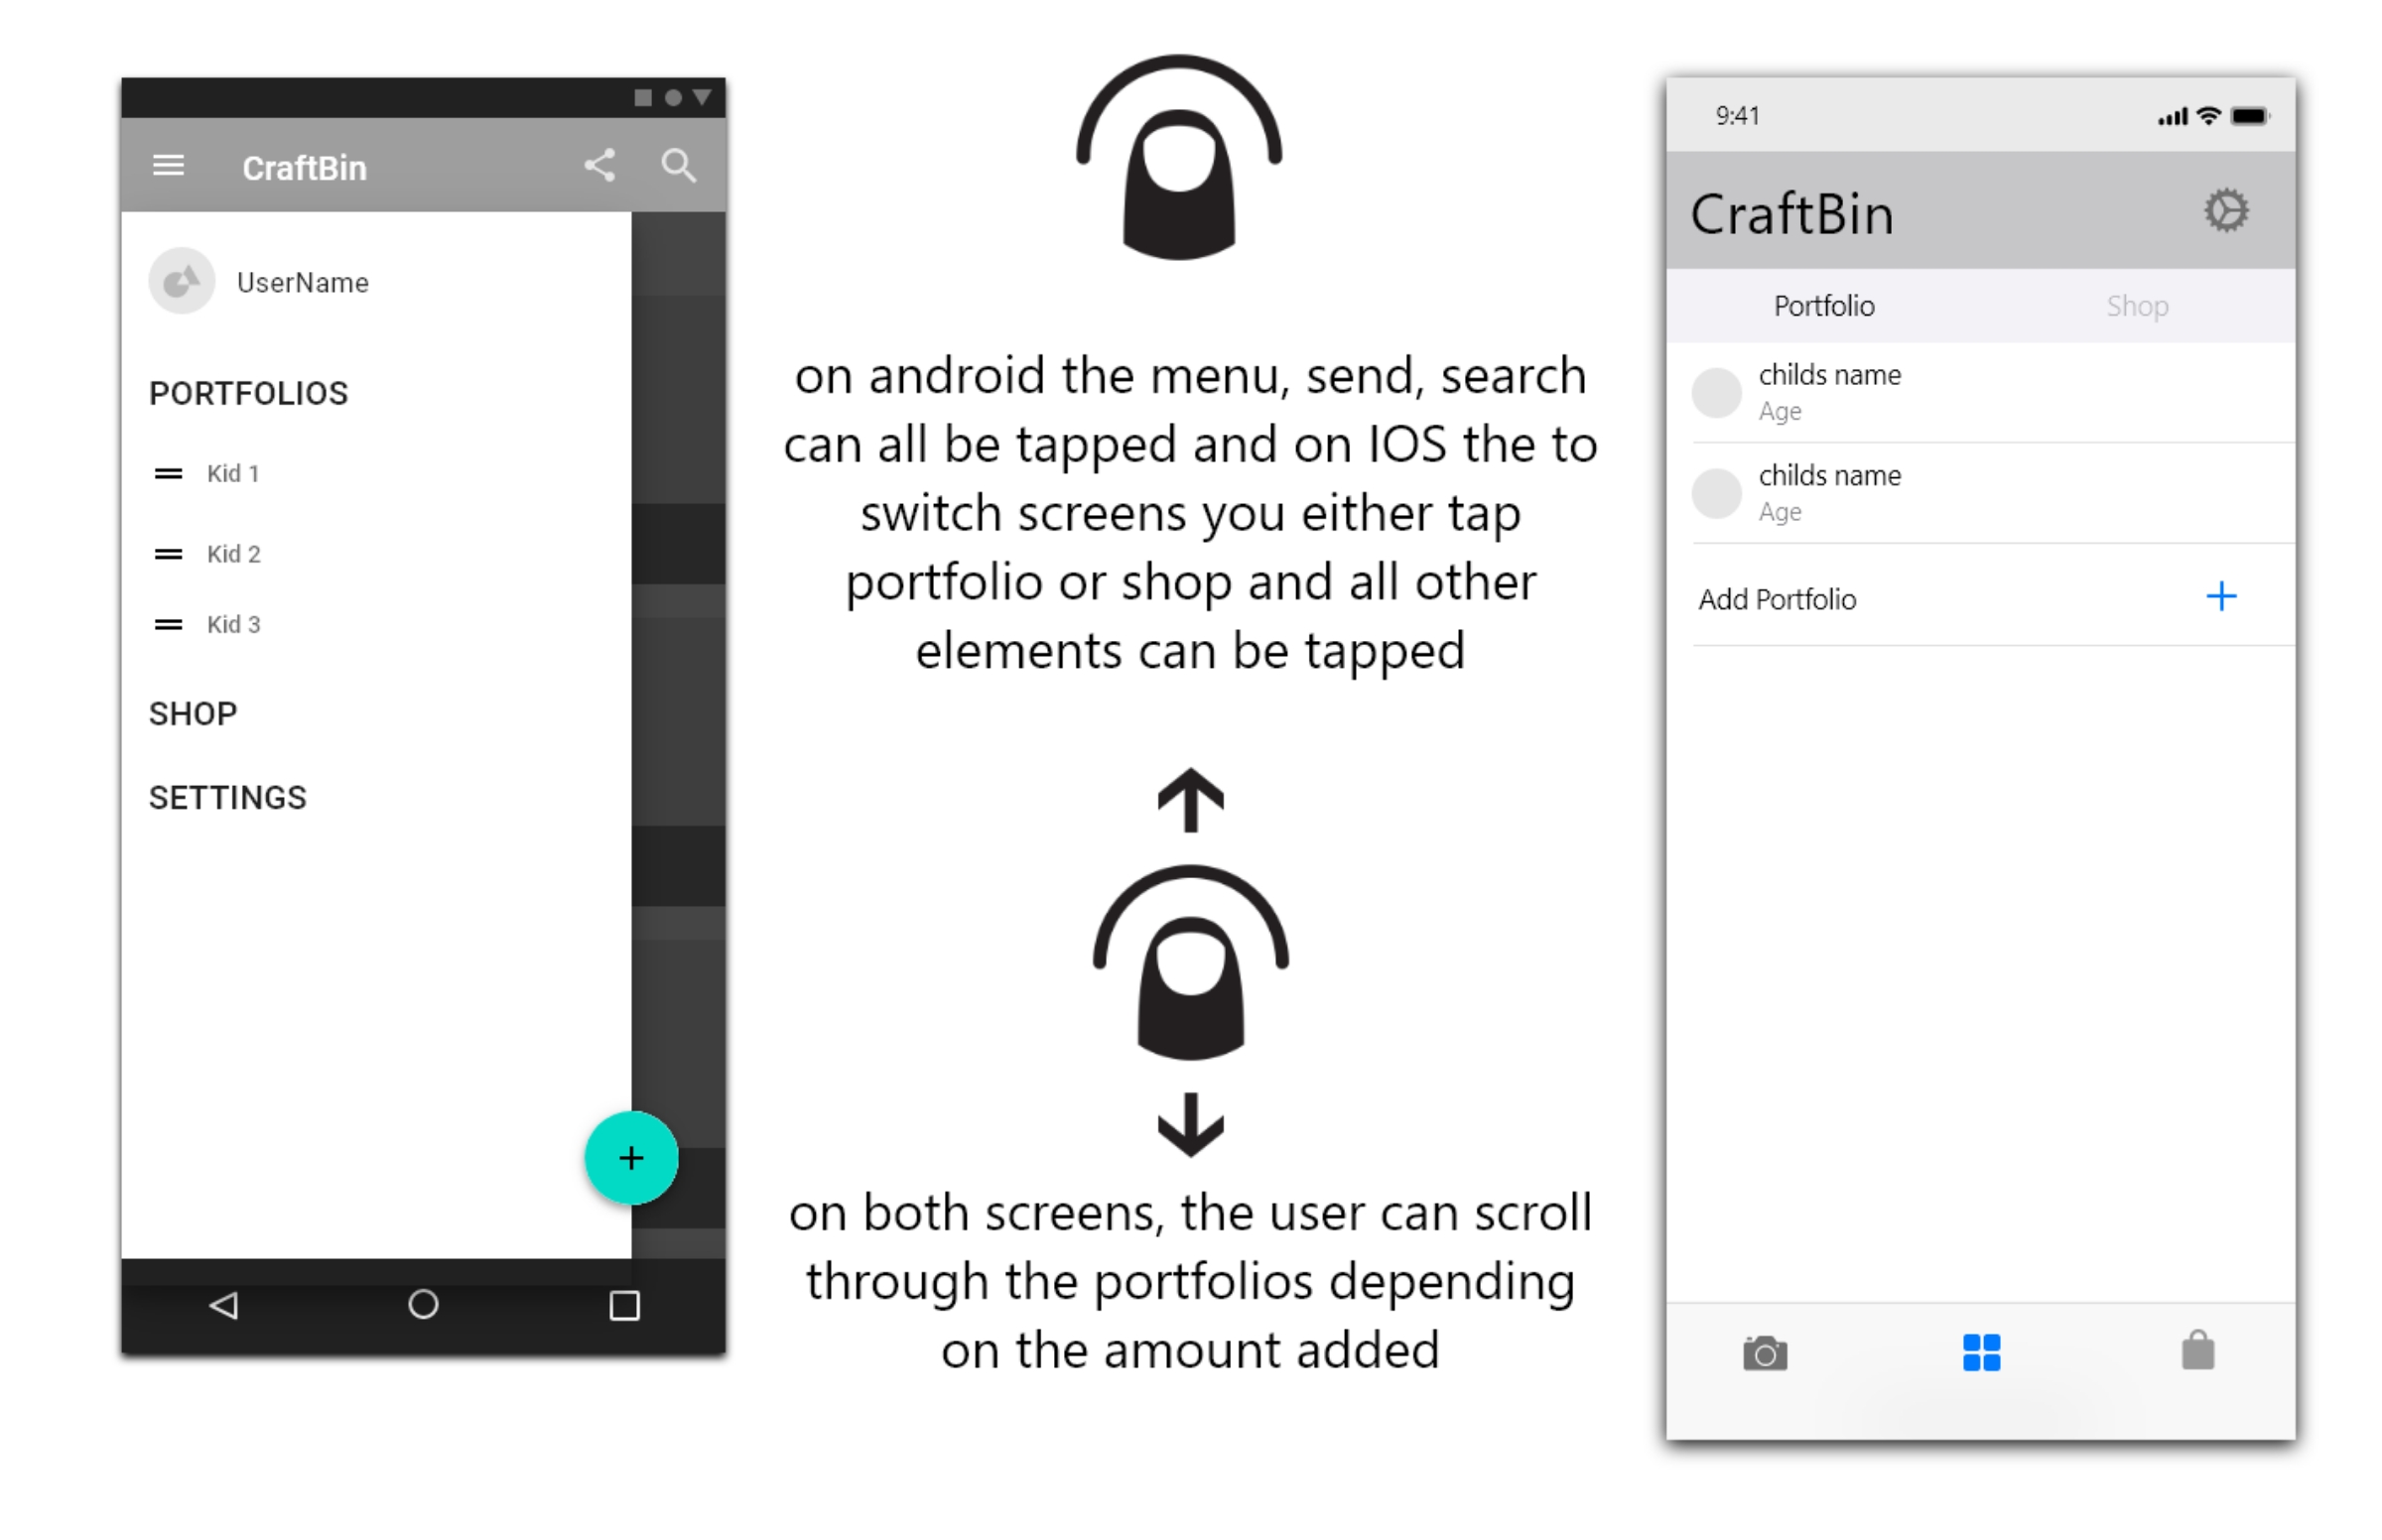 CraftBin
UserName
PORTFOLIOS
Kid 1
Kid 2
Kid 3
SHOP
SETTINGS
on android the menu, send, search
can all be tapped and on IOS the to
switch screens you either tap
portfolio or shop and all other
elements can be tapped
on both screens, the user can scroll
through the portfolios depending
on the amount added
9:41
CraftBin
Portfolio Shop
childs name
Age
childs name
Age
Add Portfolio